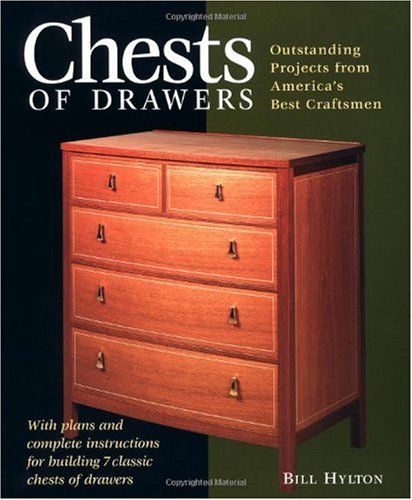 Copyrighted Material
Chests
OF DRAWERS
Outstanding
Projects from
America's
Best Craftsmen
With plans and
complete instructions
for building 7 classic
chests of drawers
BILL HYLTON
Copyrighted Material